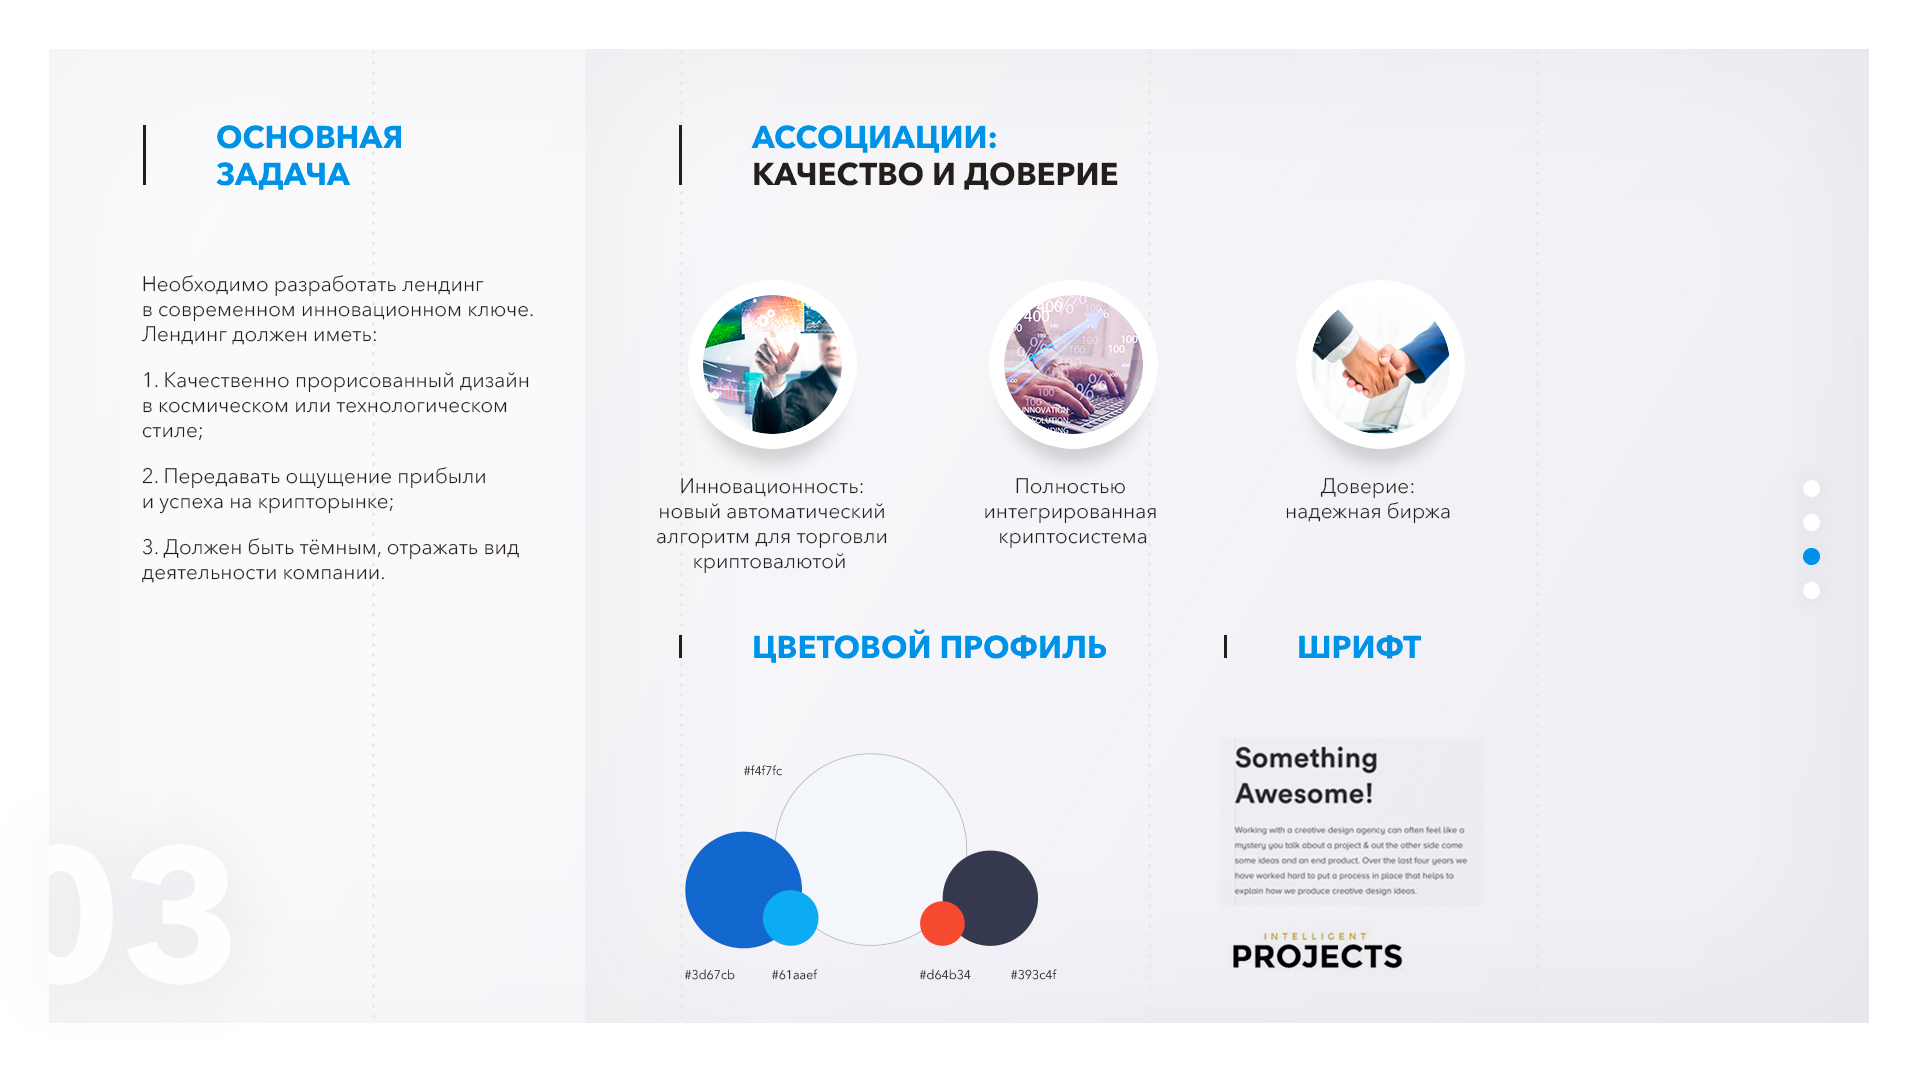 ОСНОВНАЯ
ЗАДАЧА
Необходимо разработать лендинг
в современном инновационном ключе.
Лендинг должен иметь:
1. Качественно прорисованный дизайн
в космическом или технологическом
стиле;
2. Передавать ощущение прибыли
и успеха на крипторынке;
3. Должен быть тёмным, отражать вид
деятельности компании.
03
АССОЦИАЦИИ:
КАЧЕСТВО И ДОВЕРИЕ
Инновационность:
новый автоматический
алгоритм для торговли
криптовалютой
Полностью
интегрированная
криптосистема
Доверие:
надежная биржа
ЦВЕТОВОЙ ПРОФИЛЬ
#f4f7fc
#3d67cb
#61aaef
#d64b34
#393c4f
ШРИФТ
Something
Awesome!
Working with a creative design agency can often feel like a
mystery you talk about a project & out the other side come
some ideas and an end product. Over the last four years we
have worked hard to put a process in place that helps to
explain how we produce creative design ideas.
INTELLIGENT
PROJECTS